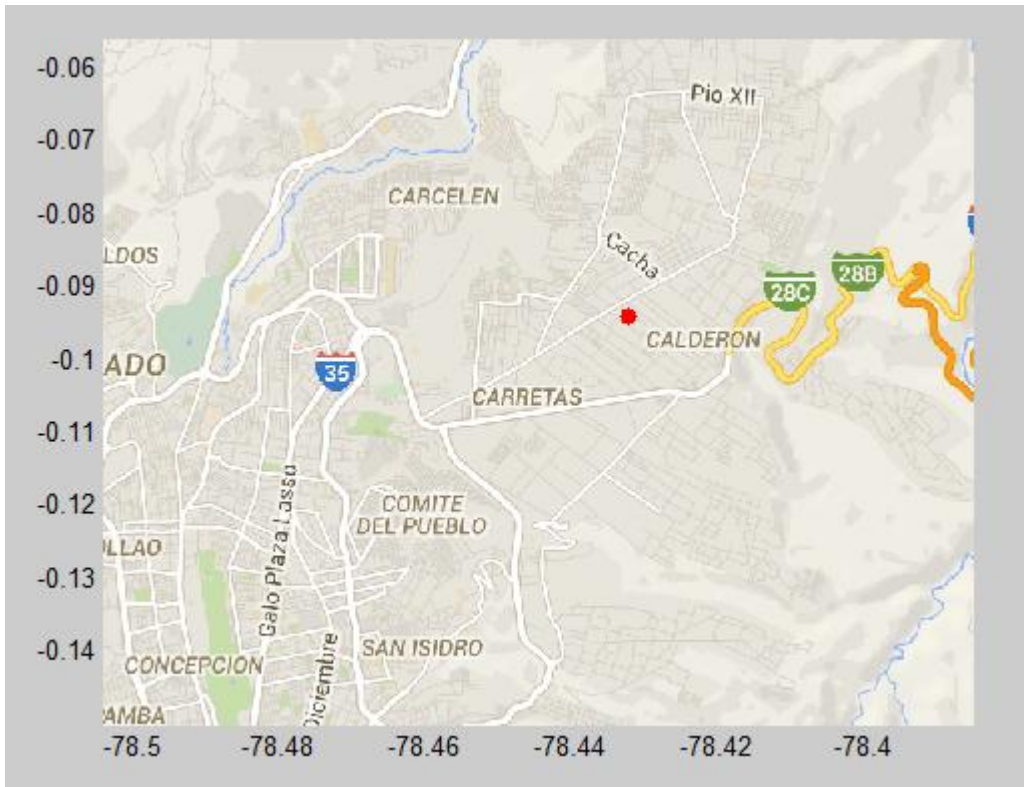 -0.06
Pio XII
-0.07
CARCELEN
-0.08
Cacha
LDOS
28B
28C
-0.09
CALDERON
-0.1
ADO
35
CARRETAS
-0.11
-0.12
COMITE
DEL PUEBLO
Galo Plaza Lasso
LLAO
-0.13
-0.14
SAN ISIDRO
CONCEPCION
Diciembre
PAMBA
-78.5
-78.48
-78.46
-78.44
-78.42
-78.4